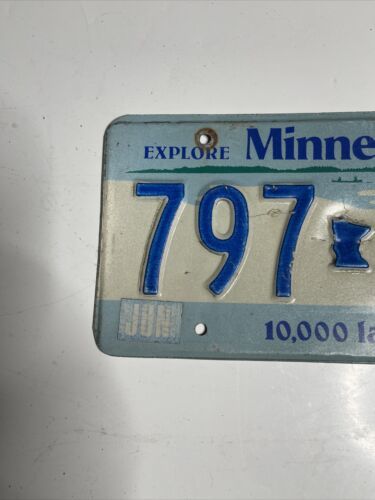 EXPLORE Minne
797
JUN
10,000 la